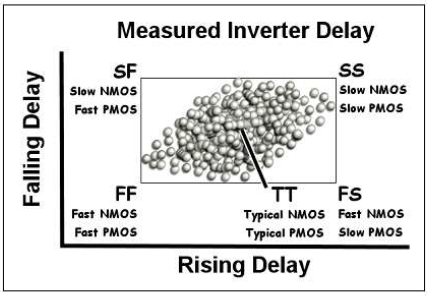 Measured Inverter Delay
Falling Delay
SF
Slow NMOS
Fast PMOS
SS
Slow NMOS
Slow PMOS
FF
Fast NMOS
Fast PMOS
TT
Typical NMOS
Typical PMOS
FS
Fast NMOS
Slow PMOS
Rising Delay